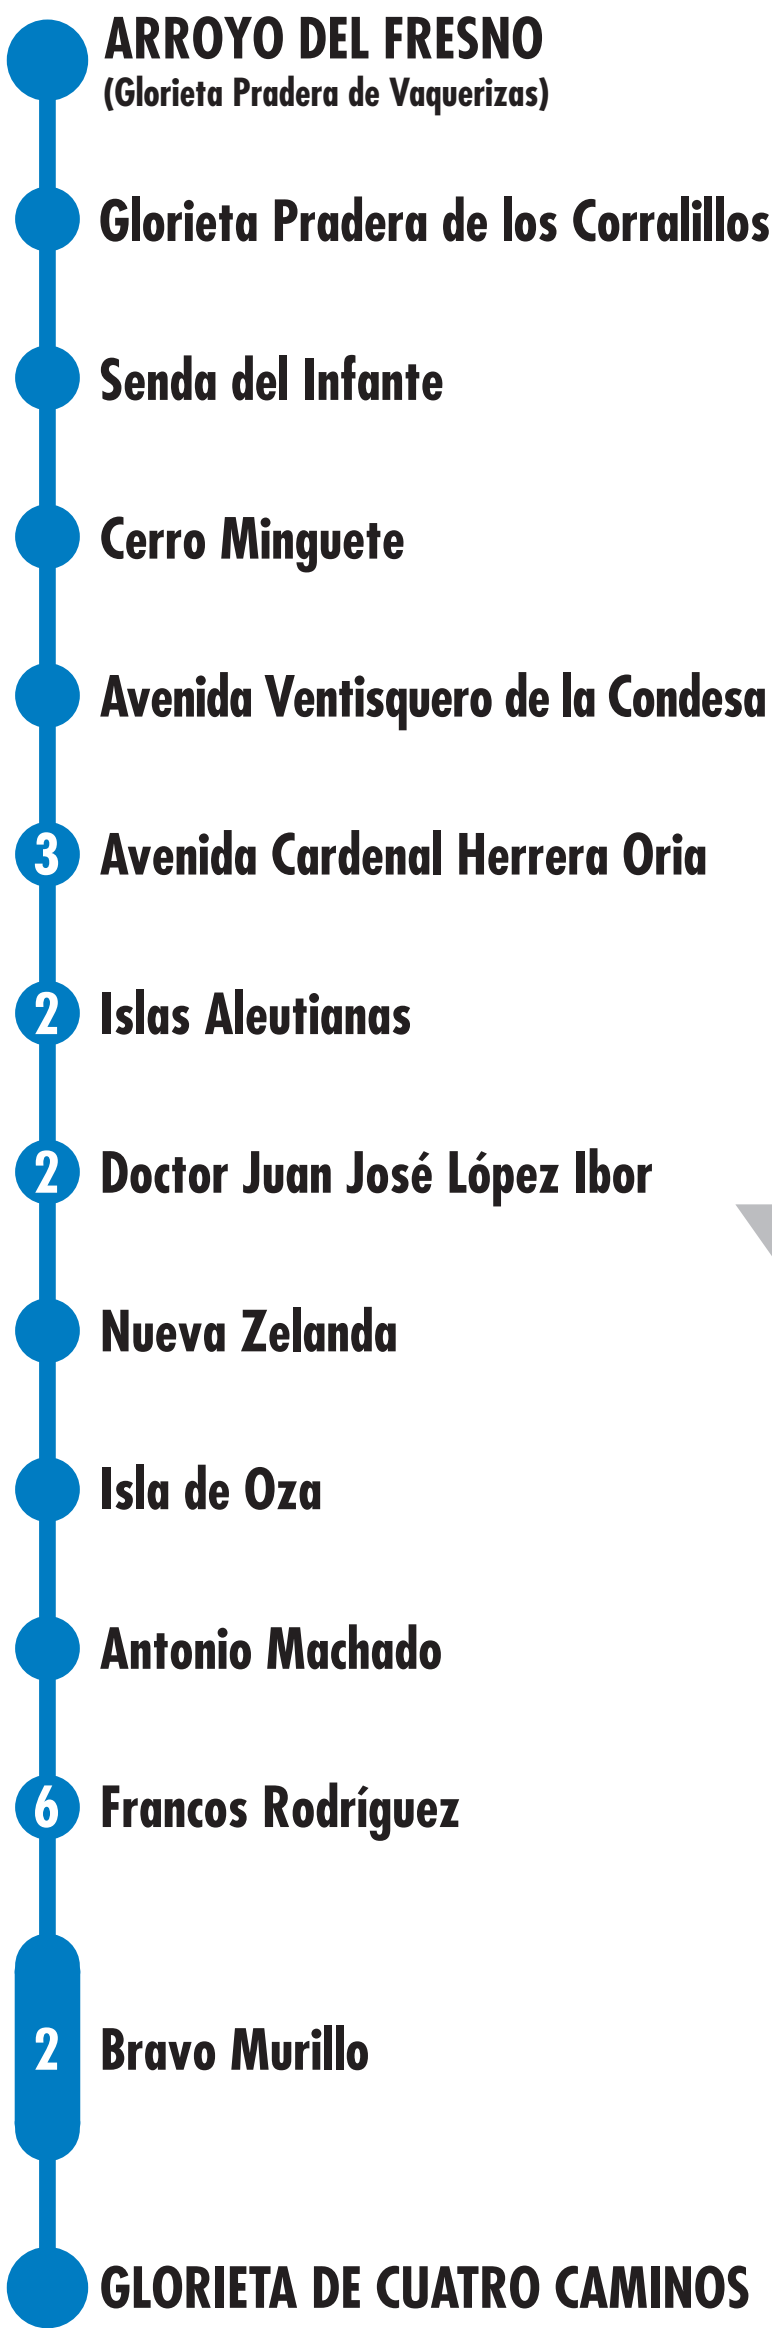 ARROYO DEL FRESNO
(Glorieta Pradera de Vaquerizas)
Glorieta Pradera de los Corralillos
Senda del Infante
Cerro Minguete
Avenida Ventisquero de la Condesa
3 Avenida Cardenal Herrera Oria
2 Islas Aleutianas
2 Doctor Juan José López Ibor
Nueva Zelanda
Isla de Oza
Antonio Machado
6 Francos Rodríguez
2 Bravo Murillo
GLORIETA DE CUATRO CAMINOS